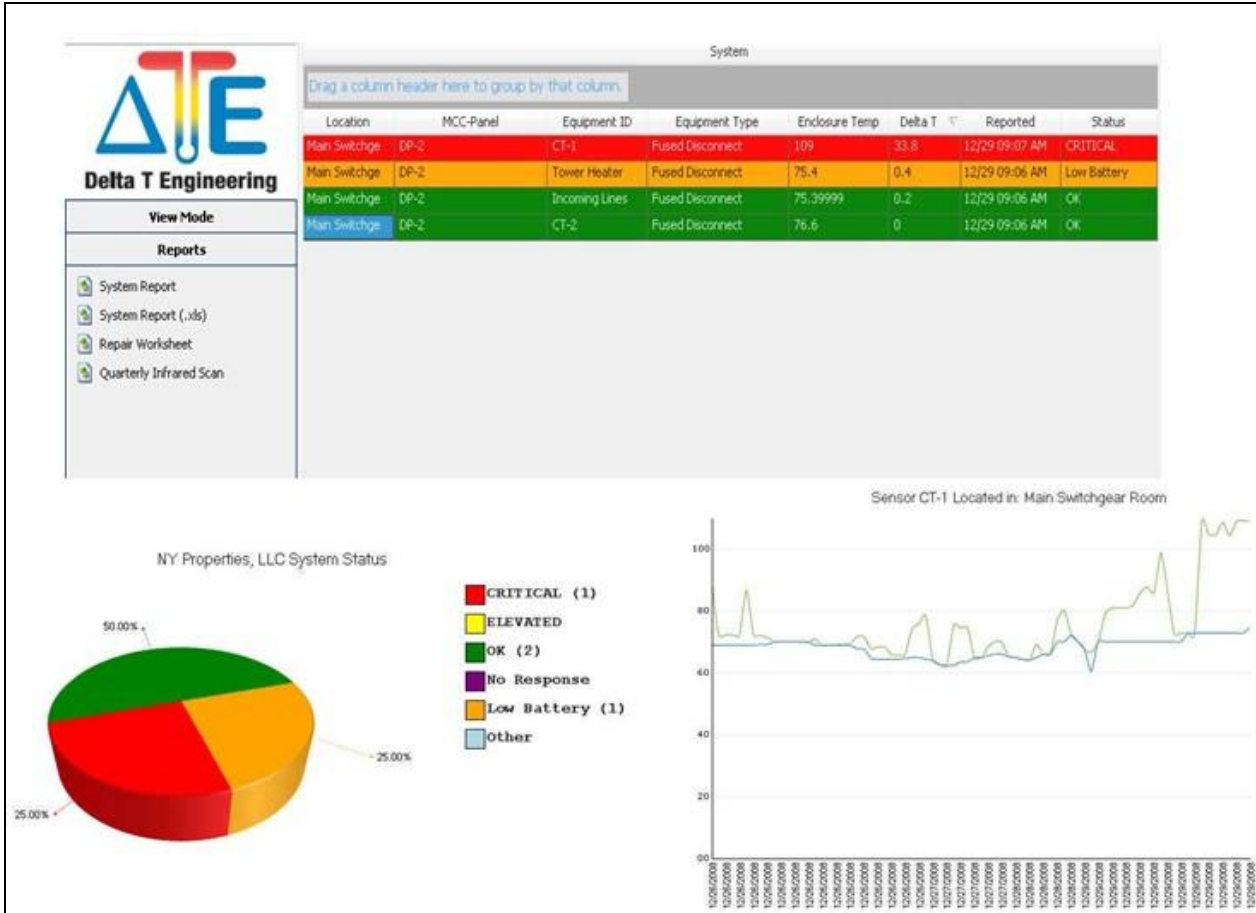 ΔTE
Delta T Engineering
View Mode
Reports
System Report
System Report (.xls)
Repair Worksheet
Quarterly Infrared Scan
System
Drag a column header here to group by that column.
Location MCC-Panel Equipment ID Equipment Type Enclosure Temp Delta T Reported Status
Main Switchge DP-2 CT-1 Fused Disconnect 109 33.8 12/29 09:07 AM CRITICAL
Main Switchge DP-2 Tower Heater Fused Disconnect 75.4 0.4 12/29 09:06 AM Low Battery
Main Switchge DP-2 Incoming Lines Fused Disconnect 75.39999 0.2 12/29 09:06 AM OK
Main Switchge DP-2 CT-2 Fused Disconnect 76.6 0 12/29 09:06 AM OK
NY Properties, LLC System Status
50.00%
25.00%
25.00%
CRITICAL (1)
ELEVATED
OK (2)
No Response
Low Battery (1)
Other
Sensor CT-1 Located in: Main Switchgear Room
100
80
60
40
20
00